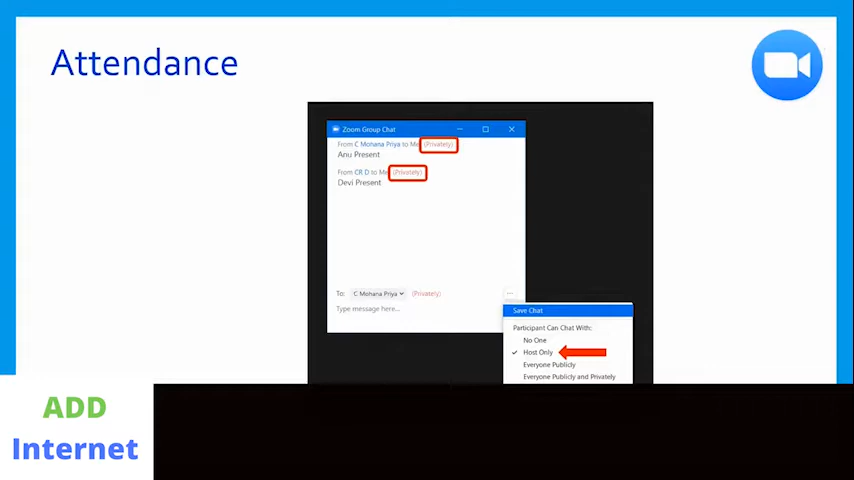 Attendance
Zoom Group Chat
From C Mohana Priya to Me (Privately)
Anu Present
From CR D to Me (Privately)
Devi Present
To: C Mohana Priya (Privately)
Type message here...
Save Chat
Participant Can Chat With:
No One
Host Only
Everyone Publicly
Everyone Publicly and Privately
ADD
Internet